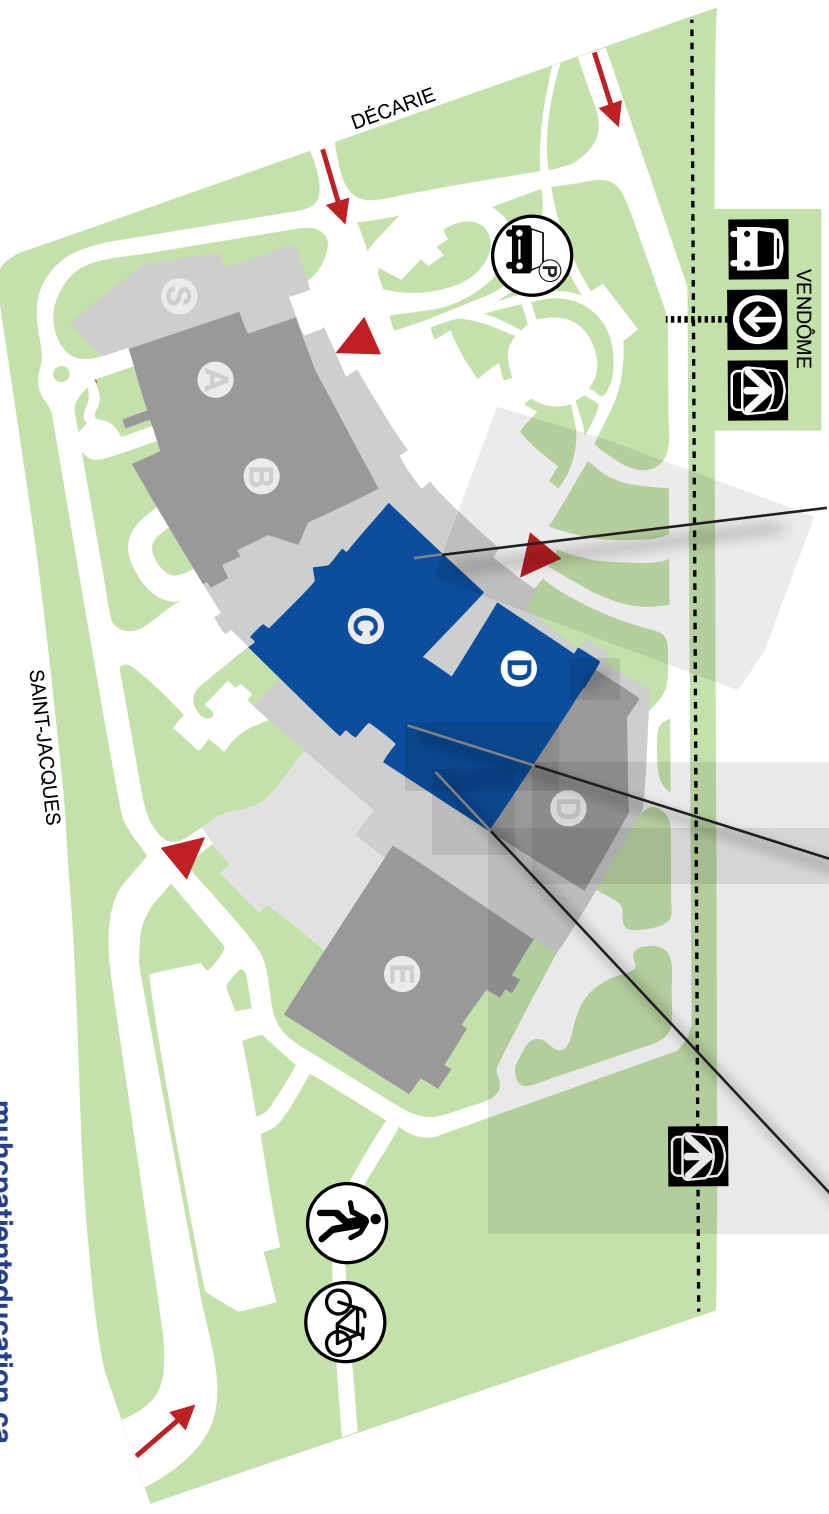 DÉCARIE
VENDÔME
P
S
A
B
C
D
D
E
SAINT-JACQUES
muhcpatienteducation.ca